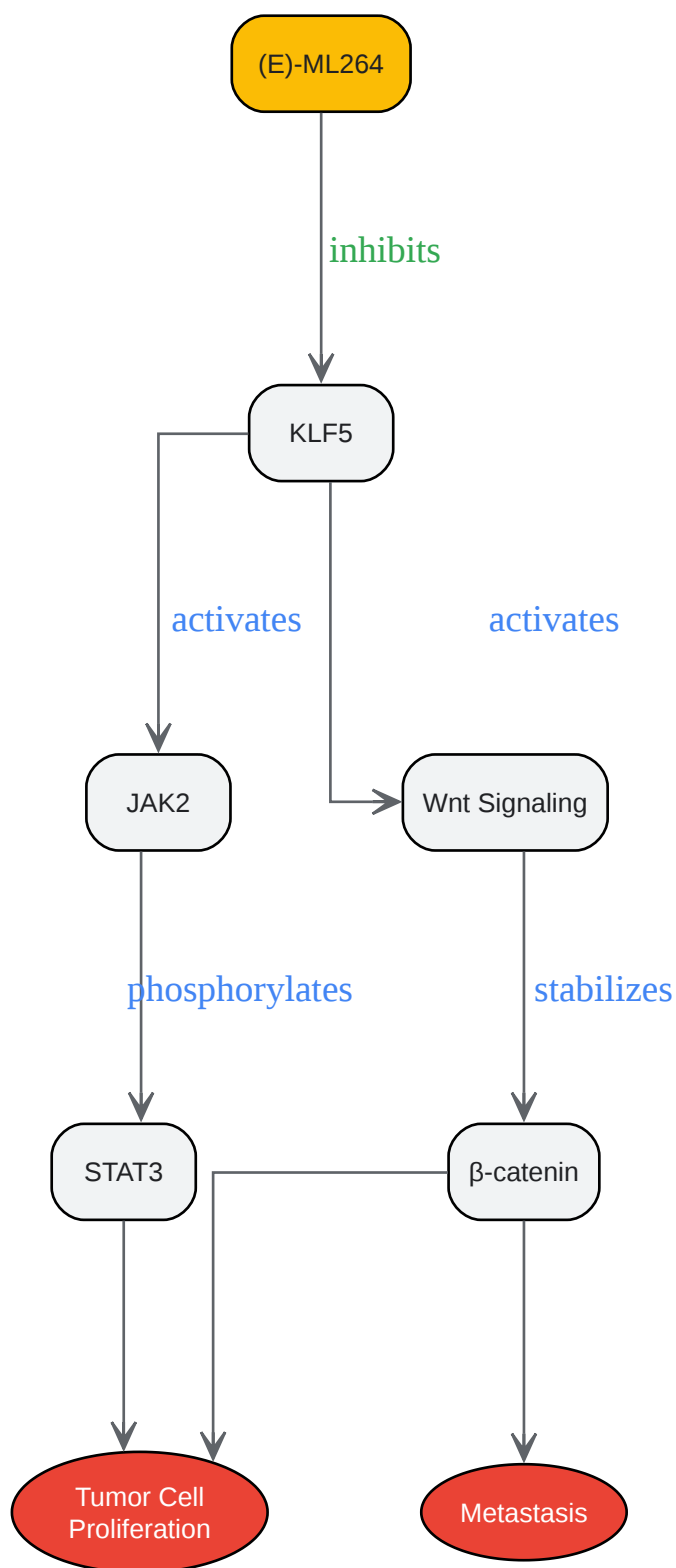 (E)-ML264
inhibits
KLF5
activates
activates
JAK2
Wnt Signaling
phosphorylates
stabilizes
STAT3
β-catenin
Tumor Cell
Proliferation
Metastasis